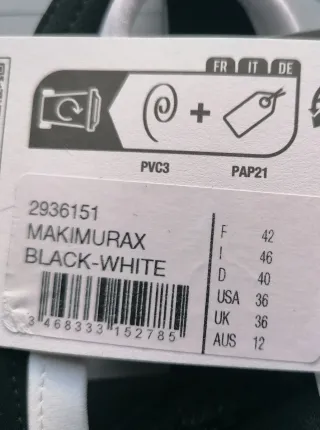 FR IT DE
+
PVC3 PAP21
2936151
MAKIMURAX
BLACK-WHITE
3 468333 152785
F 42
I 46
D 40
USA 36
UK 36
AUS 12